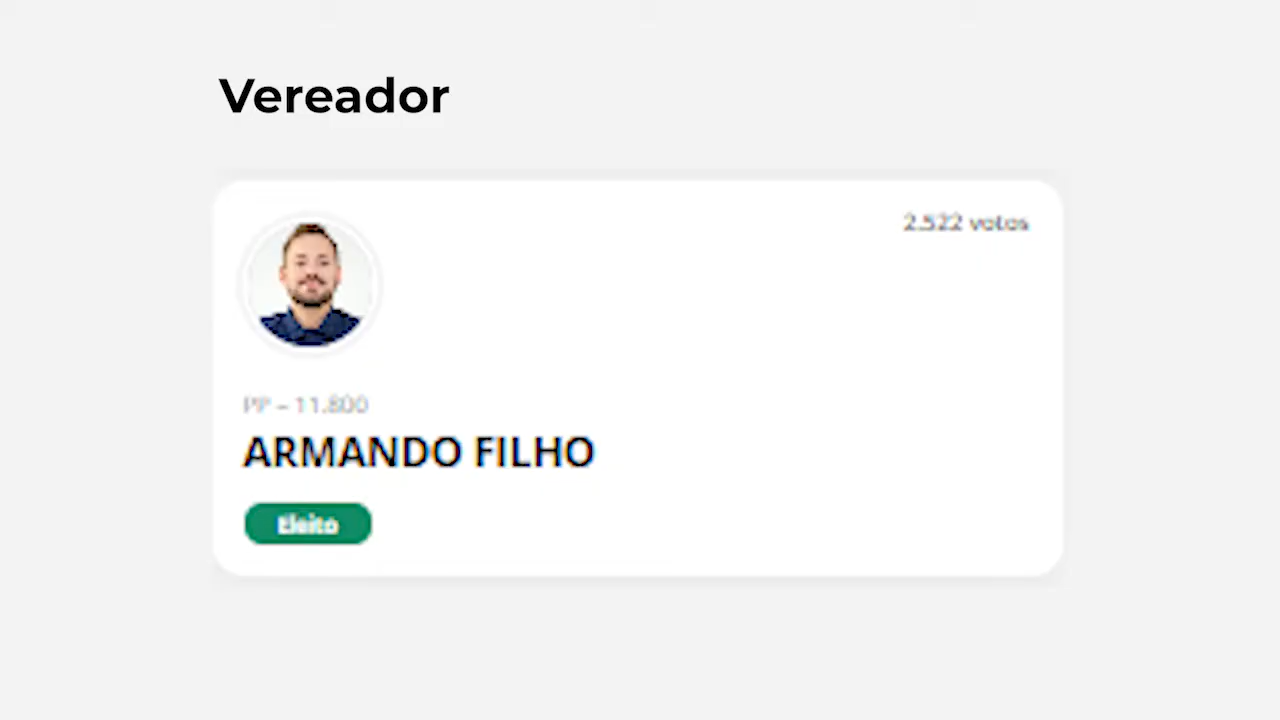 Vereador
2.522 votos
PP – 11.800
ARMANDO FILHO
Eleito